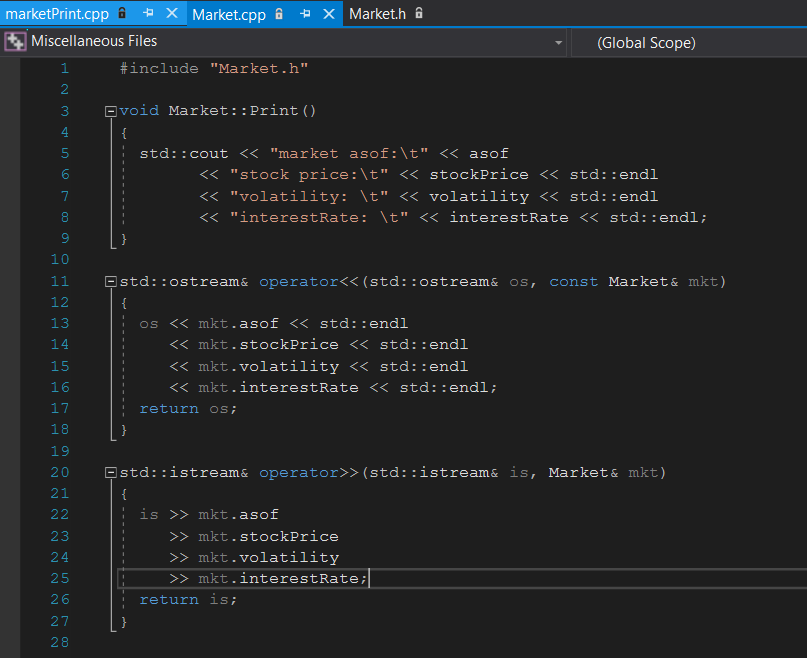 marketPrint.cpp Market.cpp Market.h
Miscellaneous Files (Global Scope)
1 #include "Market.h"
2
3 void Market::Print()
4 {
5 std::cout << "market asof:\t" << asof
6 << "stock price:\t" << stockPrice << std::endl
7 << "volatility: \t" << volatility << std::endl
8 << "interestRate: \t" << interestRate << std::endl;
9 }
10
11 std::ostream& operator<<(std::ostream& os, const Market& mkt)
12 {
13 os << mkt.asof << std::endl
14 << mkt.stockPrice << std::endl
15 << mkt.volatility << std::endl
16 << mkt.interestRate << std::endl;
17 return os;
18 }
19
20 std::istream& operator>>(std::istream& is, Market& mkt)
21 {
22 is >> mkt.asof
23 >> mkt.stockPrice
24 >> mkt.volatility
25 >> mkt.interestRate;
26 return is;
27 }
28